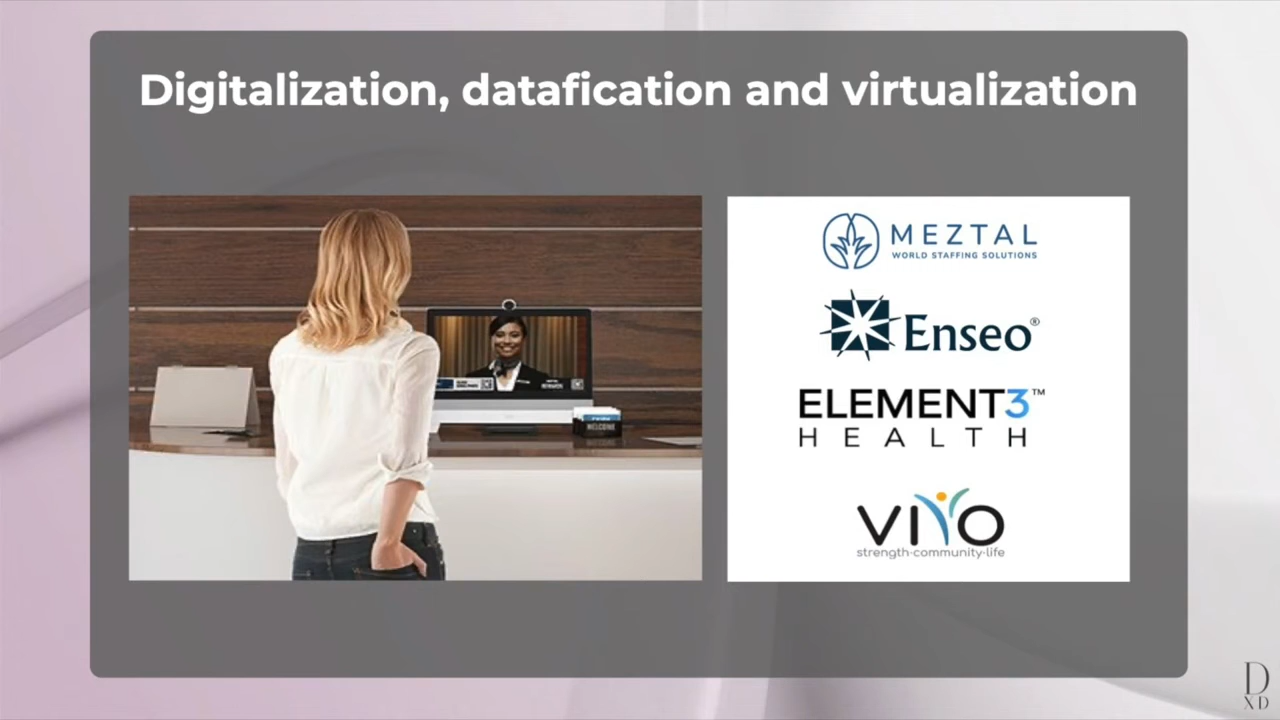 Digitalization, datafication and virtualization
WELCOME
MEZTAL
WORLD STAFFING SOLUTIONS
Enseo®
ELEMENT3™
HEALTH
VIVO
strength·community·life
D
XD